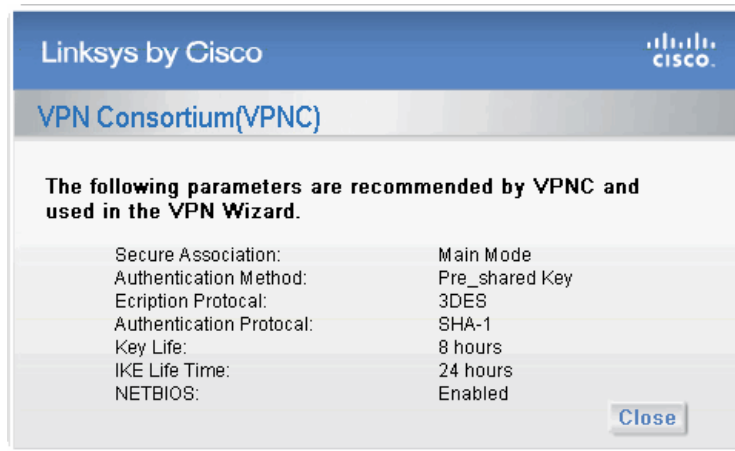 Linksys by Cisco
CISCO.
VPN Consortium(VPNC)
The following parameters are recommended by VPNC and
used in the VPN Wizard.
Secure Association: Main Mode
Authentication Method: Pre_shared Key
Ecription Protocal: 3DES
Authentication Protocal: SHA-1
Key Life: 8 hours
IKE Life Time: 24 hours
NETBIOS: Enabled
Close